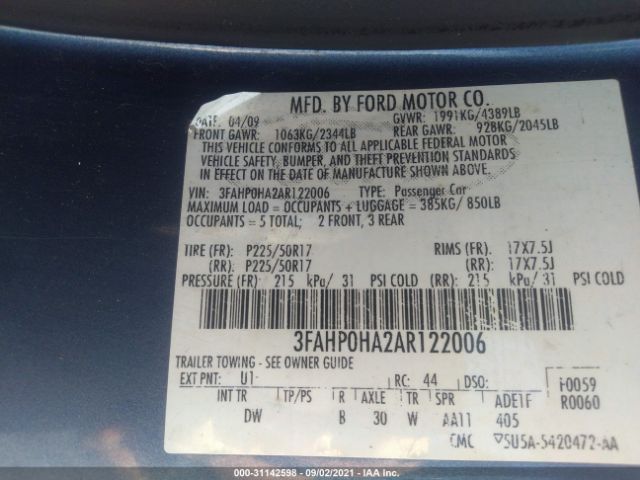 MFD. BY FORD MOTOR CO.
DATE: 04/09 GVWR: 1991KG/4389LB
FRONT GAWR: 1063KG/2344LB REAR GAWR: 928KG/2045LB
THIS VEHICLE CONFORMS TO ALL APPLICABLE FEDERAL MOTOR
VEHICLE SAFETY, BUMPER, AND THEFT PREVENTION STANDARDS
IN EFFECT ON THE DATE OF MANUFACTURE SHOWN ABOVE.
VIN: 3FAHP0HA2AR122006 TYPE: Passenger Car
MAXIMUM LOAD = OCCUPANTS + LUGGAGE = 385KG/ 850LB
OCCUPANTS = 5 TOTAL: 2 FRONT, 3 REAR
TIRE (FR): P225/50R17 RIMS (FR). 17X7.5J
(RR): P225/50R17 (RR): 17X7.5J
PRESSURE (FR): 215 kPa/ 31 PSI COLD (RR): 215 kPa/ 31 PSI COLD
3FAHP0HA2AR122006
TRAILER TOWING - SEE OWNER GUIDE
EXT PNT: U1 RC: 44 DSO: F0059
INT TR TP/PS R AXLE TR SPR ADE1F R0060
DW B 30 W AA11 405
CMC ▽5U5A-5420472-AA
000-31142598 - 09/02/2021 - IAA Inc.